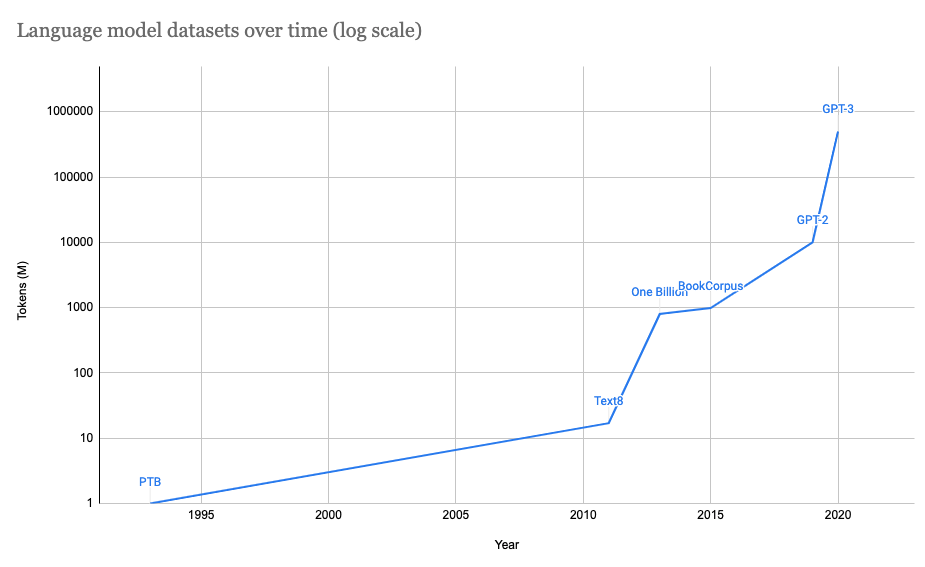 Language model datasets over time (log scale)
1000000
GPT-3
100000
GPT-2
10000
BookCorpus
One Billion
1000
Tokens (M)
100
Text8
10
PTB
1
1995 2000 2005 2010 2015 2020
Year